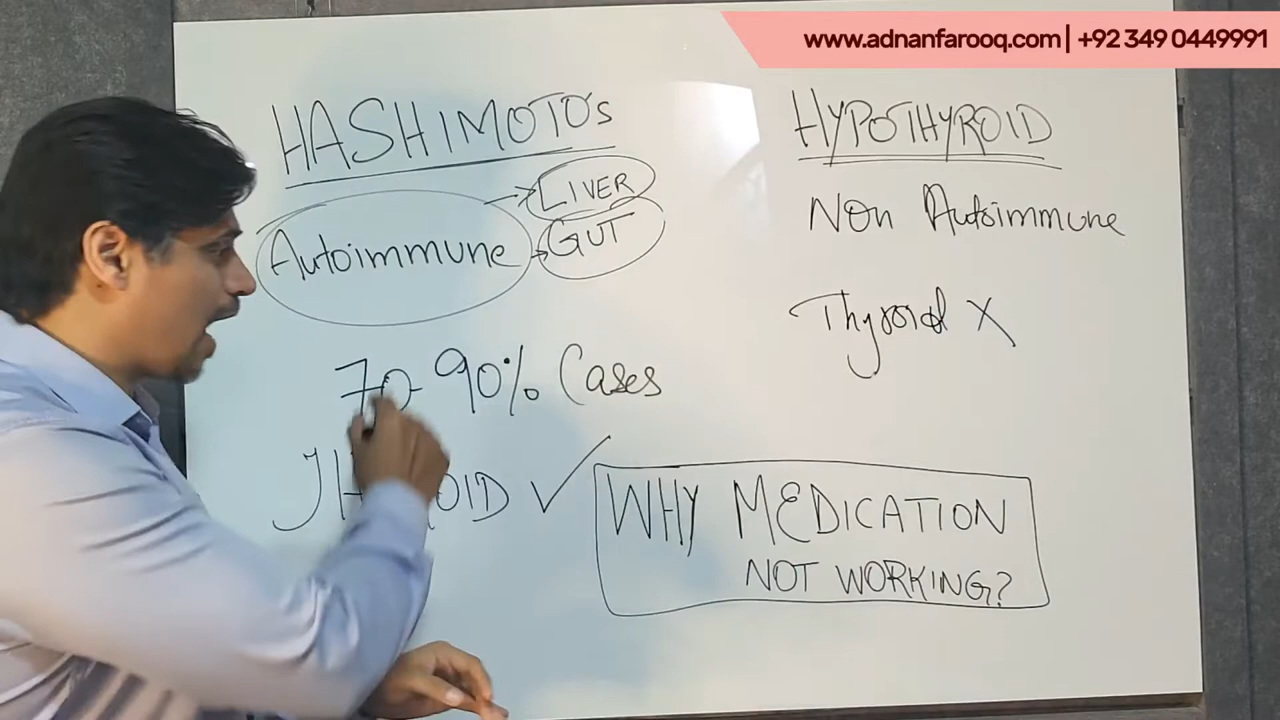 www.adnanfarooq.com | +92 349 0449991
HASHIMOTO's
Autoimmune
LIVER
GUT
70-90% Cases
OID ✓
HYPOTHYROID
Non Autoimmune
Thyroid X
WHY MEDICATION
NOT WORKING?